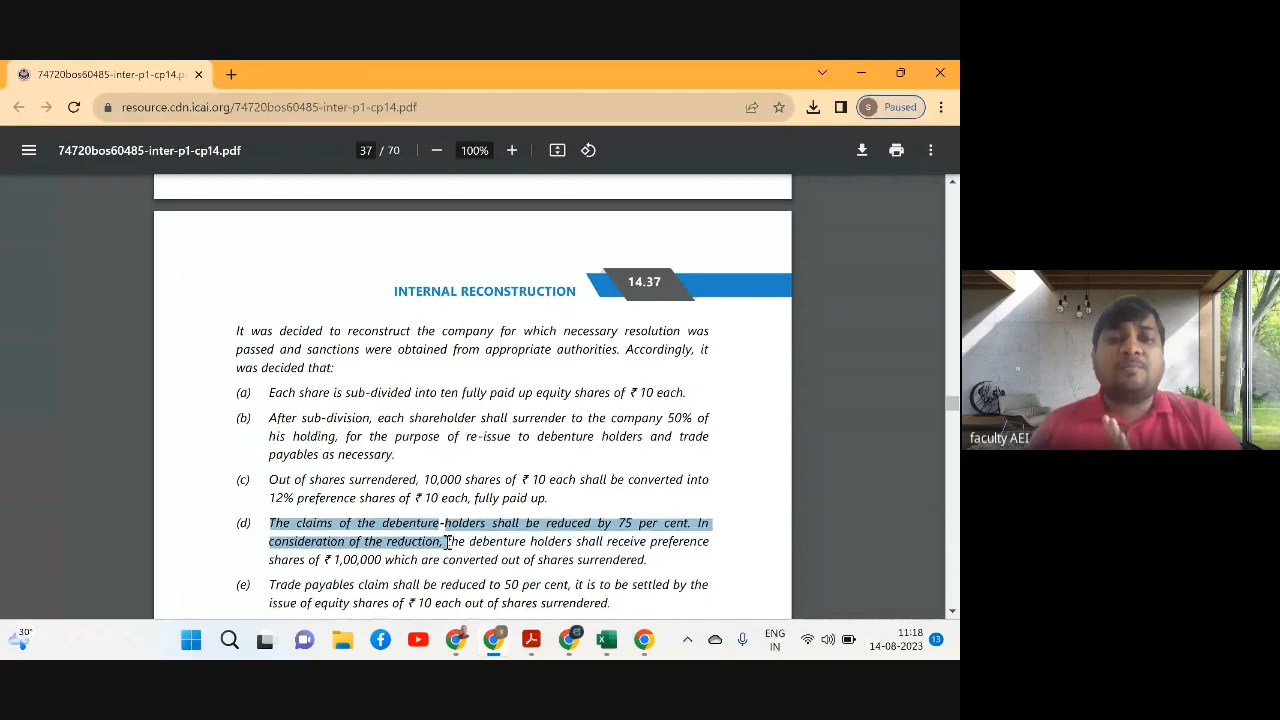 74720bos60485-inter-p1-cp14.p
resource.cdn.icai.org/74720bos60485-inter-p1-cp14.pdf
S Paused
74720bos60485-inter-p1-cp14.pdf
37 / 70
100%
INTERNAL RECONSTRUCTION
14.37
It was decided to reconstruct the company for which necessary resolution was
passed and sanctions were obtained from appropriate authorities. Accordingly, it
was decided that:
(a) Each share is sub-divided into ten fully paid up equity shares of ₹ 10 each.
(b) After sub-division, each shareholder shall surrender to the company 50% of
his holding, for the purpose of re-issue to debenture holders and trade
payables as necessary.
(c) Out of shares surrendered, 10,000 shares of ₹ 10 each shall be converted into
12% preference shares of ₹ 10 each, fully paid up.
(d) The claims of the debenture-holders shall be reduced by 75 per cent. In
consideration of the reduction, the debenture holders shall receive preference
shares of ₹ 1,00,000 which are converted out of shares surrendered.
(e) Trade payables claim shall be reduced to 50 per cent, it is to be settled by the
issue of equity shares of ₹ 10 each out of shares surrendered.
faculty AEI
30°
ENG
IN
11:18
14-08-2023
13